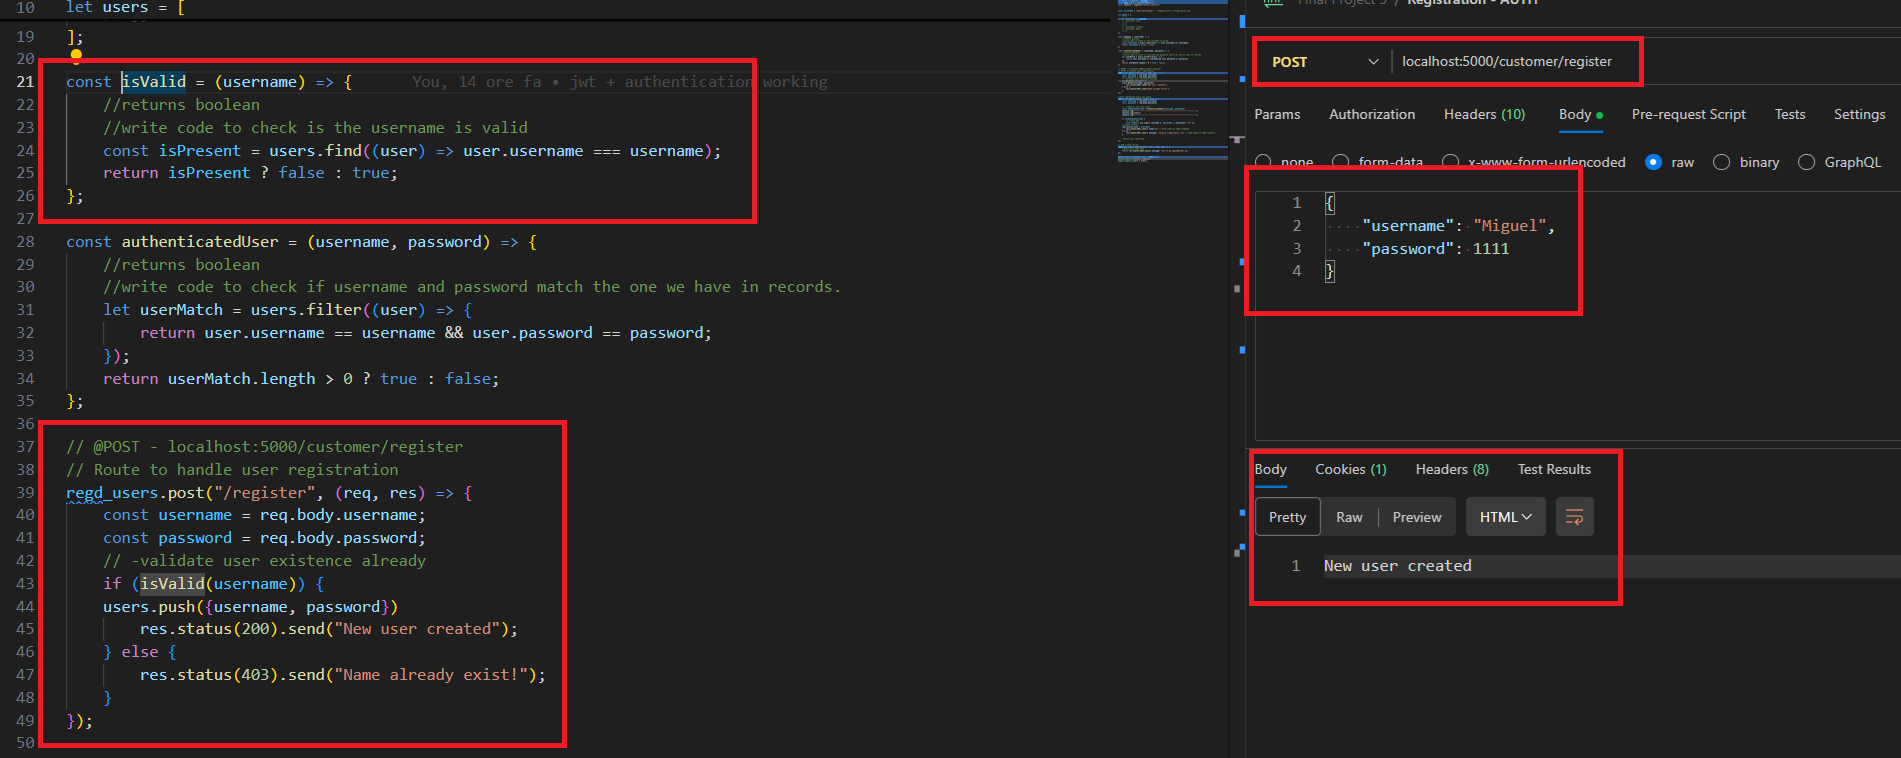 10 let users = [
19 ];
20
21 const isValid = (username) => { You, 14 ore fa • jwt + authentication working
22 //returns boolean
23 //write code to check is the username is valid
24 const isPresent = users.find((user) => user.username === username);
25 return isPresent ? false : true;
26 };
27
28 const authenticatedUser = (username, password) => {
29 //returns boolean
30 //write code to check if username and password match the one we have in records.
31 let userMatch = users.filter((user) => {
32 return user.username == username && user.password == password;
33 });
34 return userMatch.length > 0 ? true : false;
35 };
36
37 // @POST - localhost:5000/customer/register
38 // Route to handle user registration
39 regd_users.post("/register", (req, res) => {
40 const username = req.body.username;
41 const password = req.body.password;
42 // -validate user existence already
43 if (isValid(username)) {
44 users.push({username, password})
45 res.status(200).send("New user created");
46 } else {
47 res.status(403).send("Name already exist!");
48 }
49 });
50
Final Project 5 / Registration - AUTH
POST localhost:5000/customer/register
Params Authorization Headers (10) Body Pre-request Script Tests Settings
none form-data x-www-form-urlencoded raw binary GraphQL
1 {
2 "username": "Miguel",
3 "password": 1111
4 }
Body Cookies (1) Headers (8) Test Results
Pretty Raw Preview HTML
1 New user created